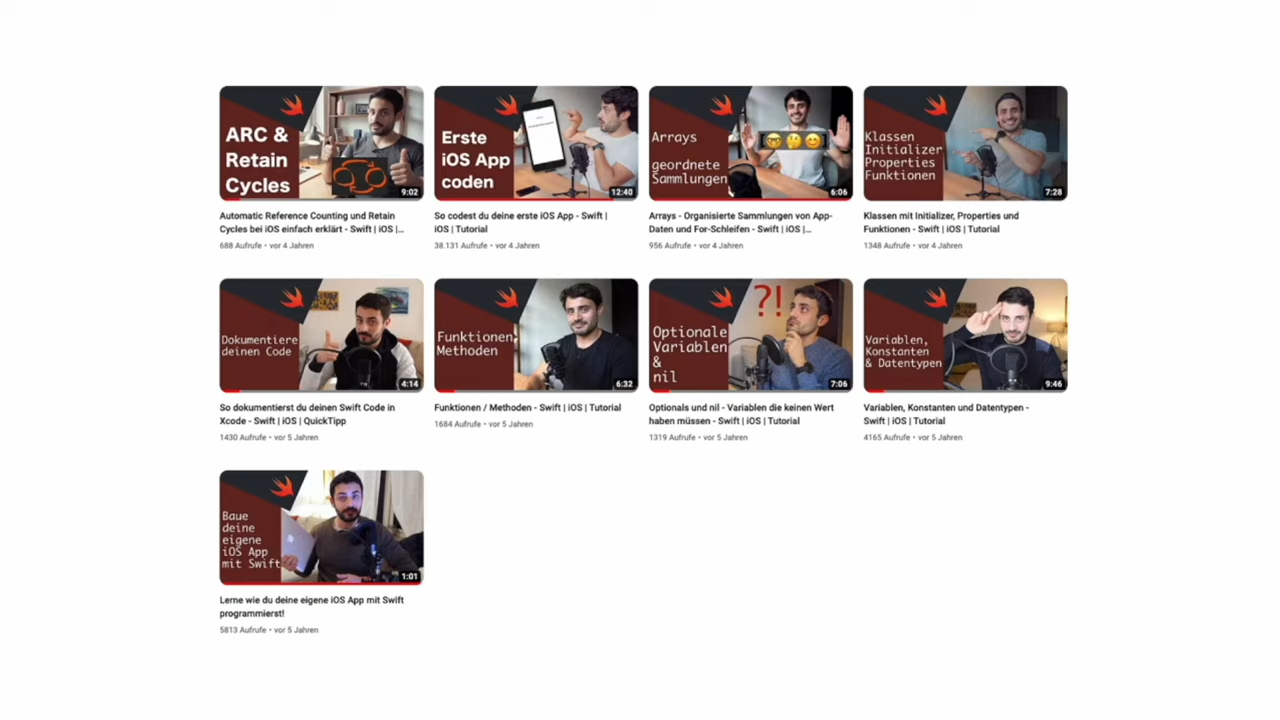 ARC &
Retain
Cycles
9:02
Automatic Reference Counting und Retain
Cycles bei iOS einfach erklärt - Swift | iOS |...
688 Aufrufe • vor 4 Jahren
Erste
iOS App
coden
12:40
So codest du deine erste iOS App - Swift |
iOS | Tutorial
38.131 Aufrufe • vor 4 Jahren
Arrays
geordnete
Sammlungen
6:06
Arrays - Organisierte Sammlungen von App-
Daten und For-Schleifen - Swift | iOS |...
956 Aufrufe • vor 4 Jahren
Klassen
Initializer
Properties
Funktionen
7:28
Klassen mit Initializer, Properties und
Funktionen - Swift | iOS | Tutorial
1348 Aufrufe • vor 4 Jahren
Dokumentiere
deinen Code
4:14
So dokumentierst du deinen Swift Code in
Xcode - Swift | iOS | QuickTipp
1430 Aufrufe • vor 5 Jahren
Funktionen
Methoden
6:32
Funktionen / Methoden - Swift | iOS | Tutorial
1684 Aufrufe • vor 5 Jahren
?!
Optionale
Variablen
&
nil
7:06
Optionals und nil - Variablen die keinen Wert
haben müssen - Swift | iOS | Tutorial
1319 Aufrufe • vor 5 Jahren
Variablen,
Konstanten
& Datentypen
9:46
Variablen, Konstanten und Datentypen -
Swift | iOS | Tutorial
4165 Aufrufe • vor 5 Jahren
Baue
deine
eigene
iOS App
mit Swift
1:01
Lerne wie du deine eigene iOS App mit Swift
programmierst!
5813 Aufrufe • vor 5 Jahren